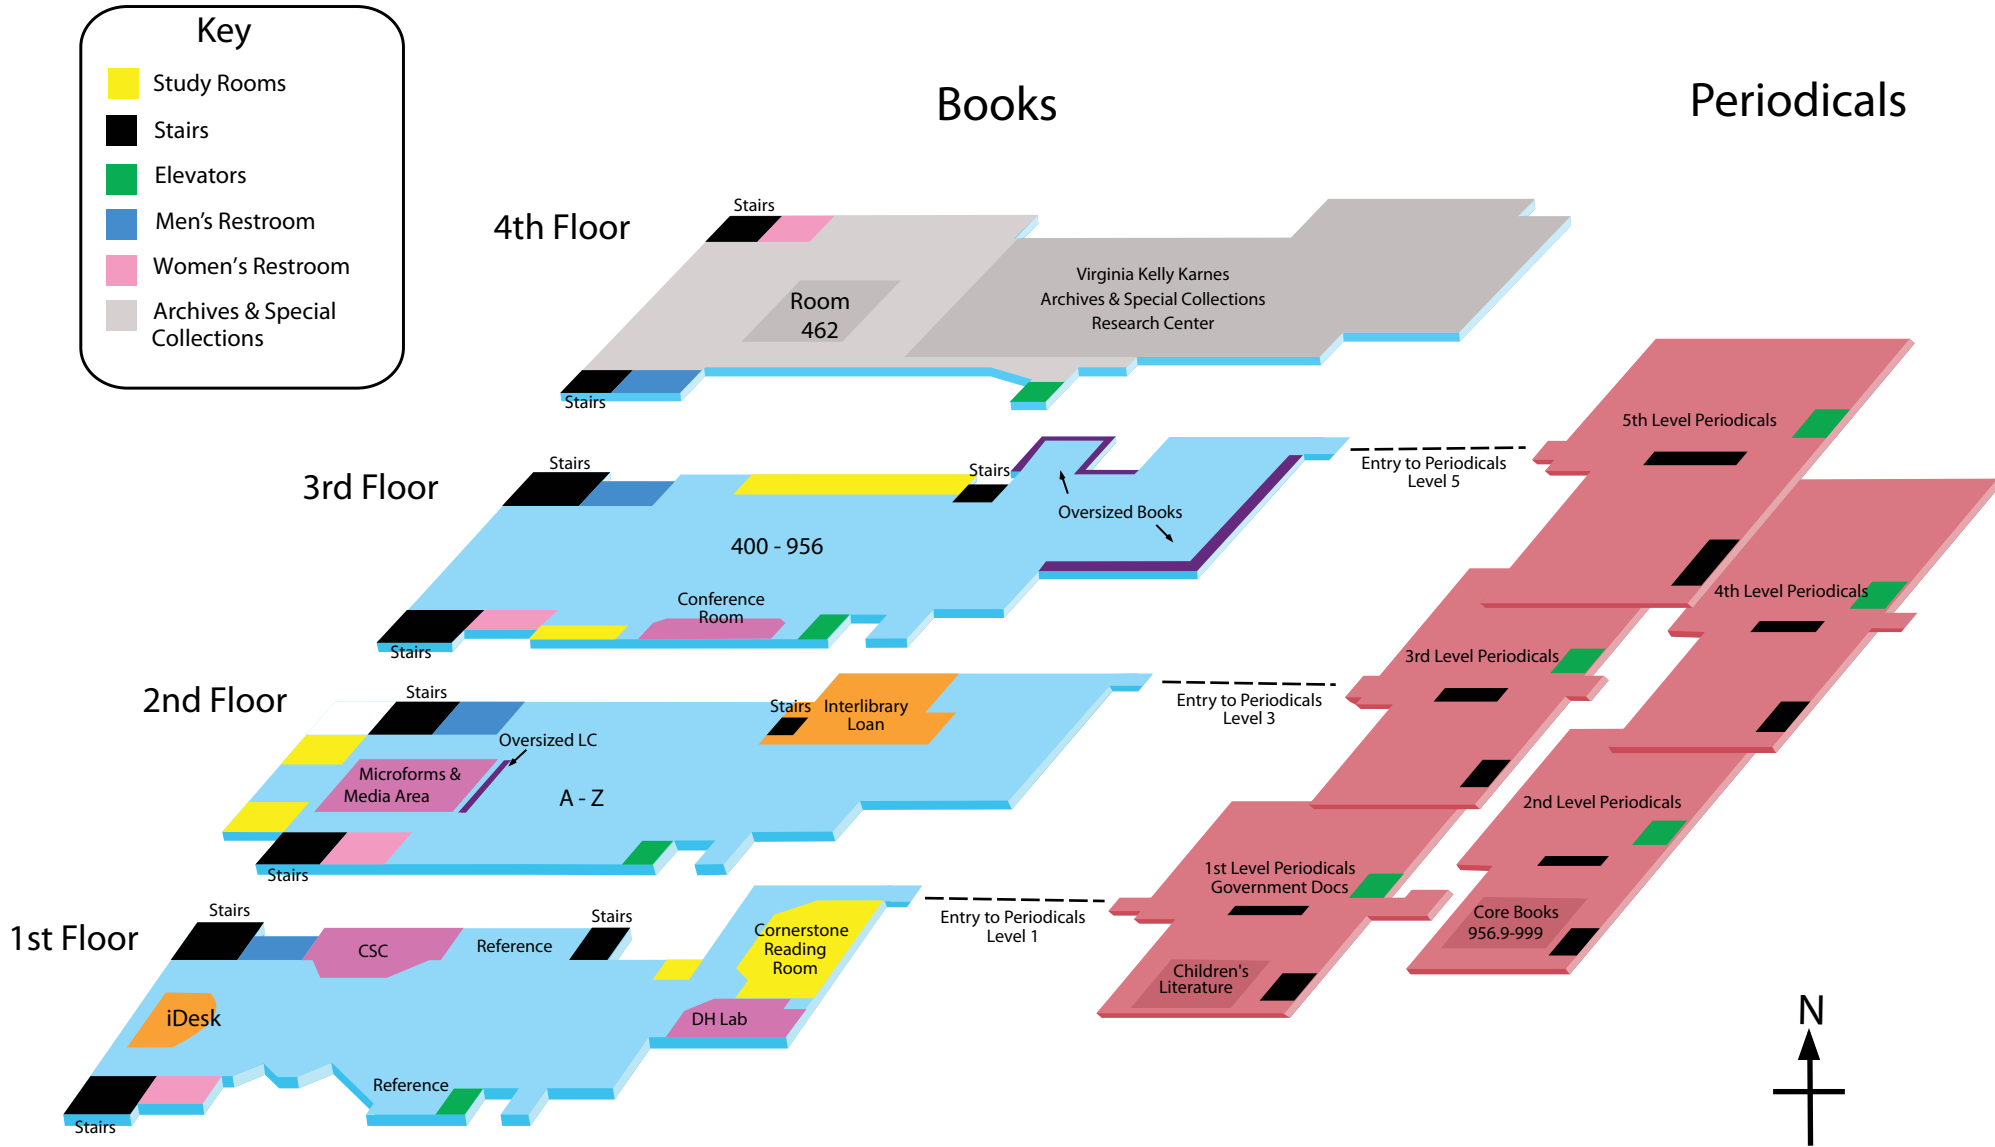 Key
Study Rooms
Stairs
Elevators
Men's Restroom
Women's Restroom
Archives & Special
Collections
Books
Periodicals
4th Floor
Stairs
Room
462
Virginia Kelly Karnes
Archives & Special Collections
Research Center
Stairs
3rd Floor
Stairs
Stairs
Oversized Books
400 - 956
Conference
Room
Stairs
Entry to Periodicals
Level 5
5th Level Periodicals
4th Level Periodicals
2nd Floor
Stairs
Oversized LC
Microforms &
Media Area
A - Z
Stairs
Interlibrary
Loan
Stairs
Entry to Periodicals
Level 3
3rd Level Periodicals
2nd Level Periodicals
Core Books
956.9-999
1st Floor
Stairs
CSC
Reference
Stairs
Cornerstone
Reading
Room
iDesk
DH Lab
Reference
Stairs
Entry to Periodicals
Level 1
1st Level Periodicals
Government Docs
Children's
Literature
N